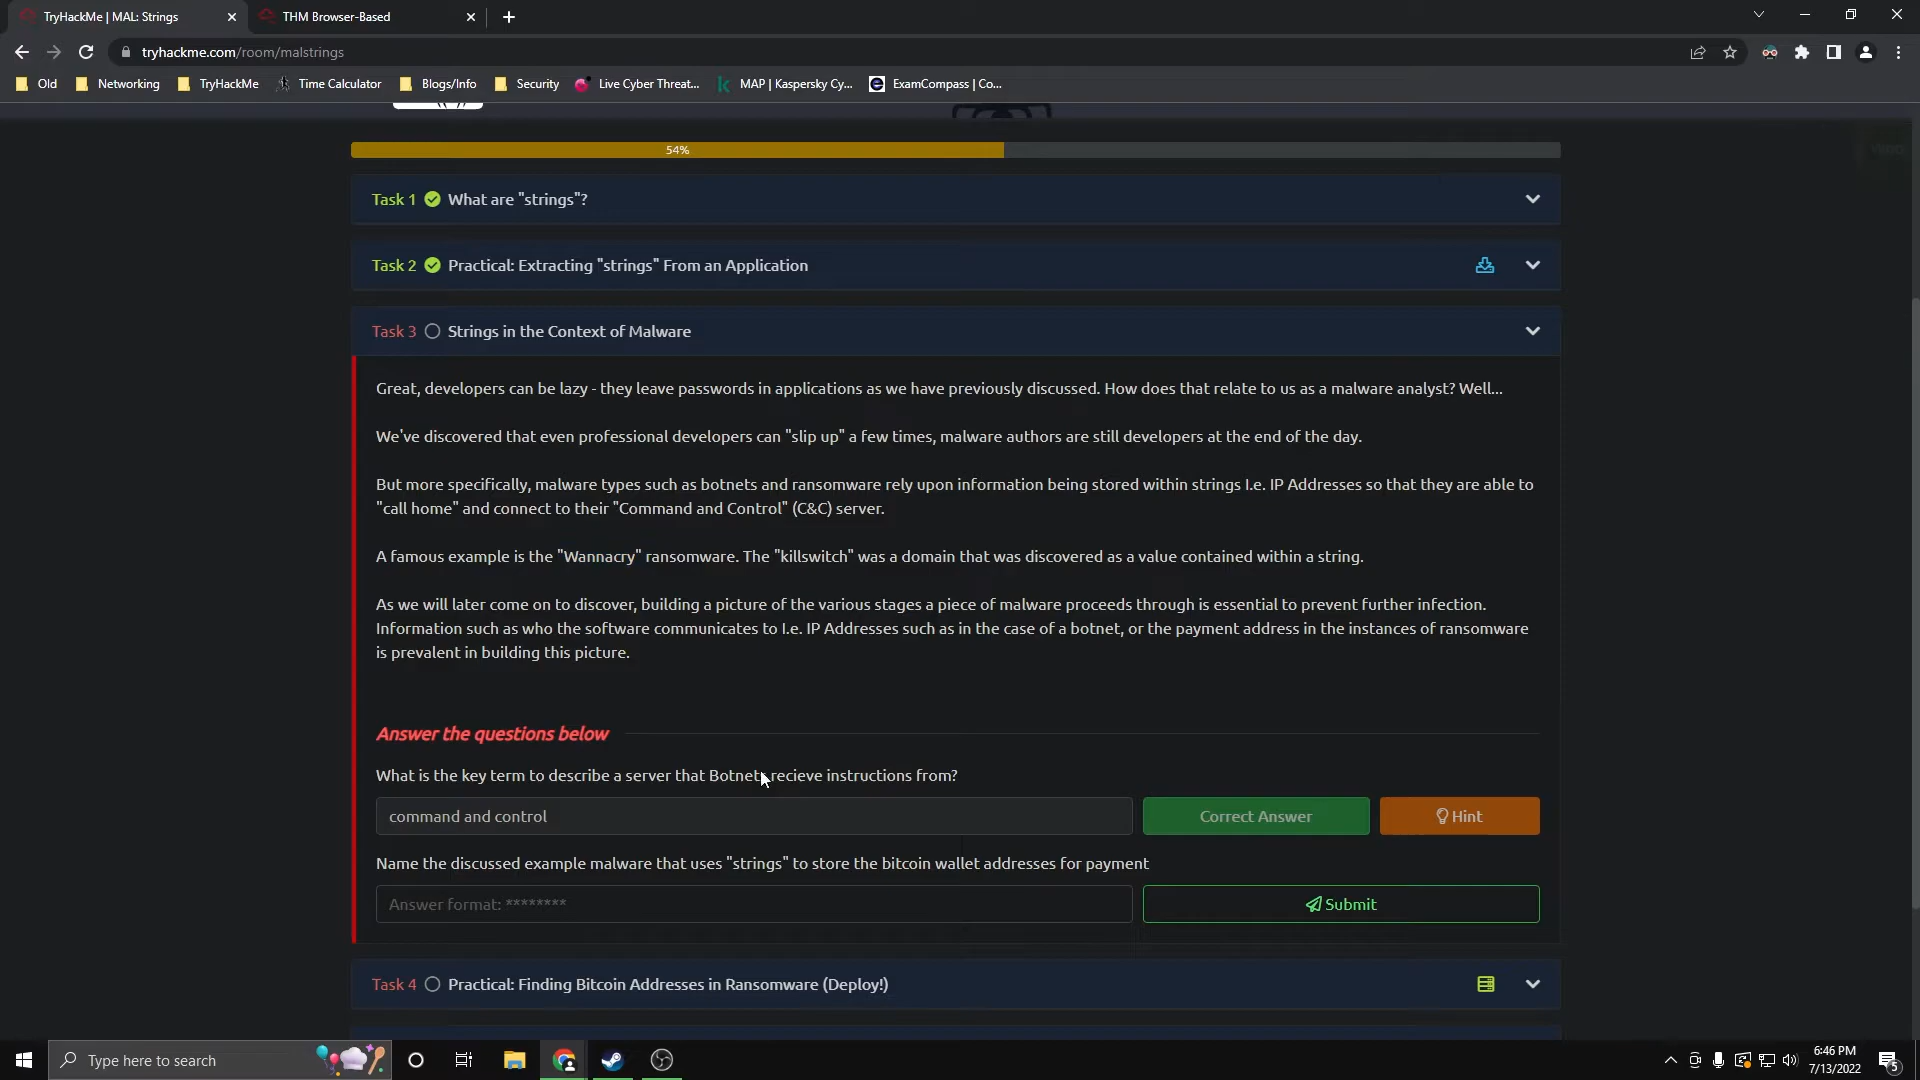 TryHackMe | MAL: Strings
THM Browser-Based
tryhackme.com/room/malstrings
Old
Networking
TryHackMe
Time Calculator
Blogs/Info
Security
Live Cyber Threat...
MAP | Kaspersky Cy...
ExamCompass | Co...
54%
Task 1 What are "strings"?
Task 2 Practical: Extracting "strings" From an Application
Task 3 Strings in the Context of Malware
Great, developers can be lazy - they leave passwords in applications as we have previously discussed. How does that relate to us as a malware analyst? Well...
We've discovered that even professional developers can "slip up" a few times, malware authors are still developers at the end of the day.
But more specifically, malware types such as botnets and ransomware rely upon information being stored within strings I.e. IP Addresses so that they are able to
"call home" and connect to their "Command and Control" (C&C) server.
A famous example is the "Wannacry" ransomware. The "killswitch" was a domain that was discovered as a value contained within a string.
As we will later come on to discover, building a picture of the various stages a piece of malware proceeds through is essential to prevent further infection.
Information such as who the software communicates to I.e. IP Addresses such as in the case of a botnet, or the payment address in the instances of ransomware
is prevalent in building this picture.
Answer the questions below
What is the key term to describe a server that Botnets recieve instructions from?
command and control
Correct Answer
Hint
Name the discussed example malware that uses "strings" to store the bitcoin wallet addresses for payment
Answer format: ********
Submit
Task 4 Practical: Finding Bitcoin Addresses in Ransomware (Deploy!)
Type here to search
6:46 PM
7/13/2022
5